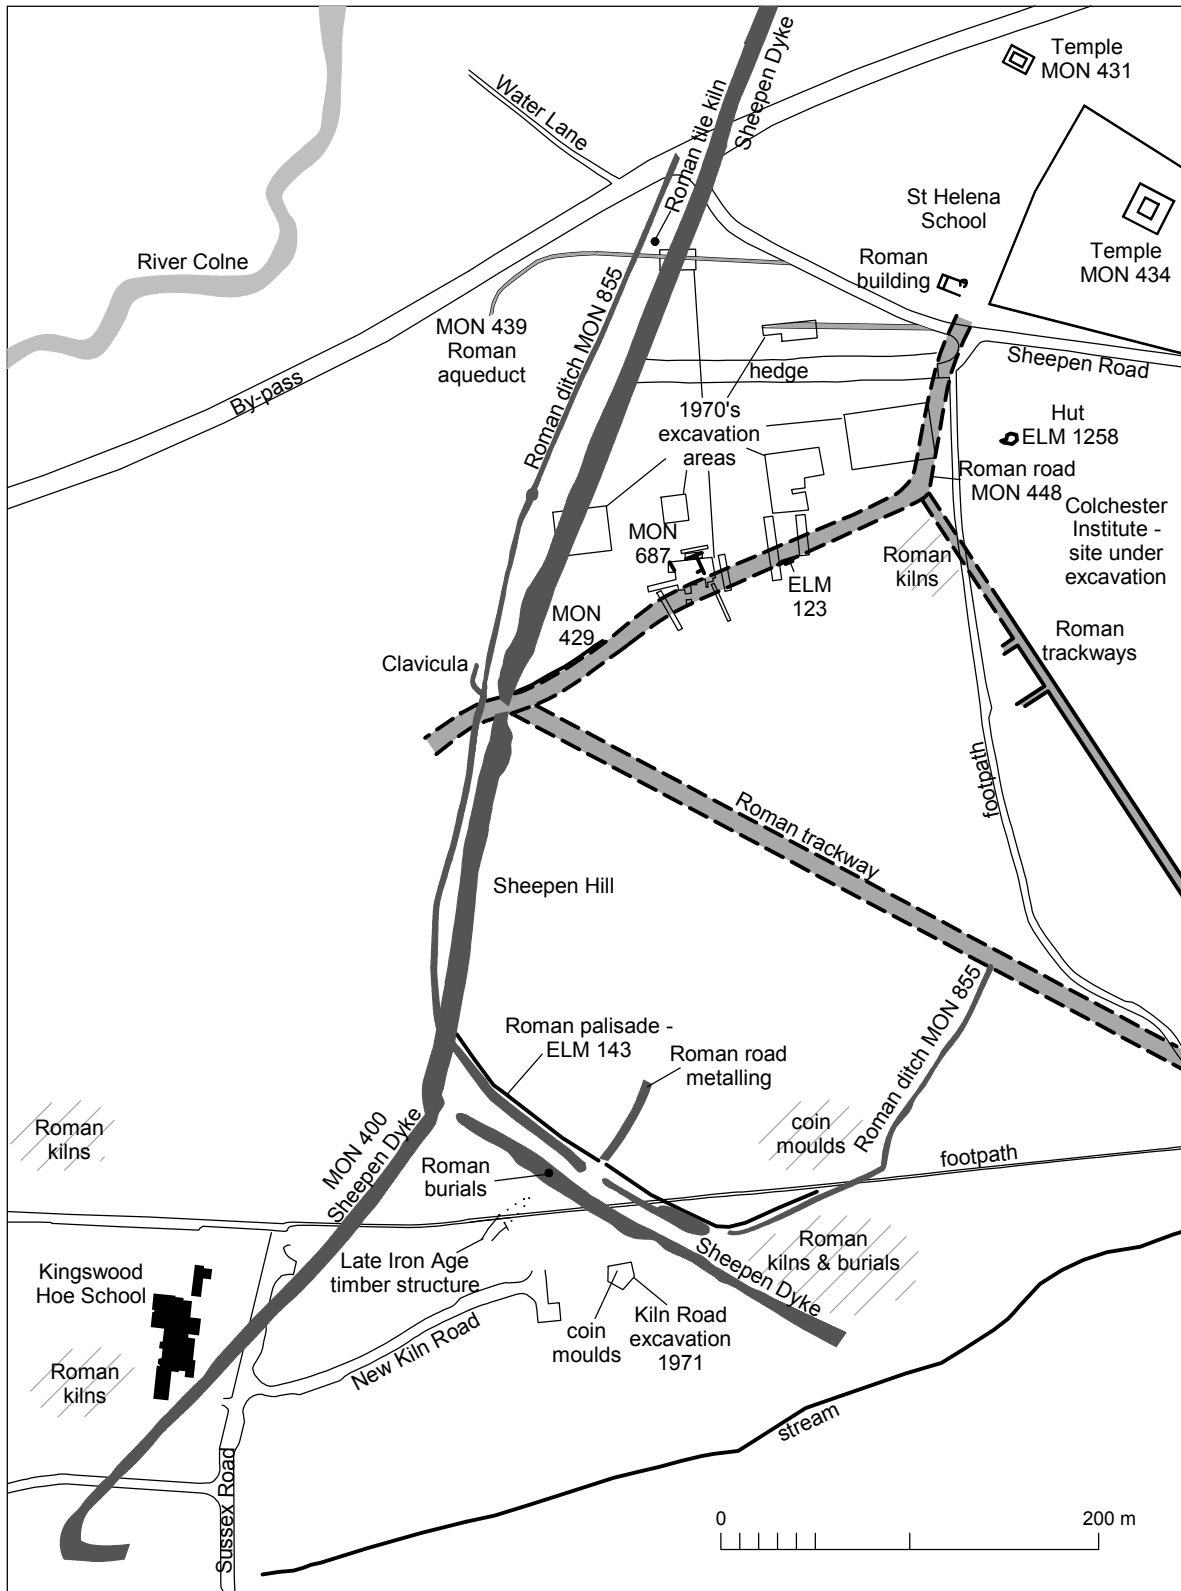 Temple
MON 431
Water Lane
Sheepen Dyke
Roman tile kiln
St Helena
School
River Colne
Roman
building
Temple
MON 434
MON 439
Roman
aqueduct
Roman ditch MON 855
By-pass
hedge
Sheepen Road
1970's
excavation
areas
Hut
ELM 1258
Roman road
MON 448
Colchester
Institute -
site under
excavation
MON
687
Roman
kilns
ELM
123
MON
429
Roman
trackways
Clavicula
footpath
Roman trackway
Sheepen Hill
Roman palisade -
ELM 143
Roman road
metalling
Roman ditch MON 855
coin
moulds
Roman
kilns
MON 400
Sheepen Dyke
Roman
burials
footpath
Late Iron Age
timber structure
Sheepen Dyke
Roman
kilns & burials
Kingswood
Hoe School
coin
moulds
Kiln Road
excavation
1971
New Kiln Road
Roman
kilns
stream
Sussex Road
0 200 m